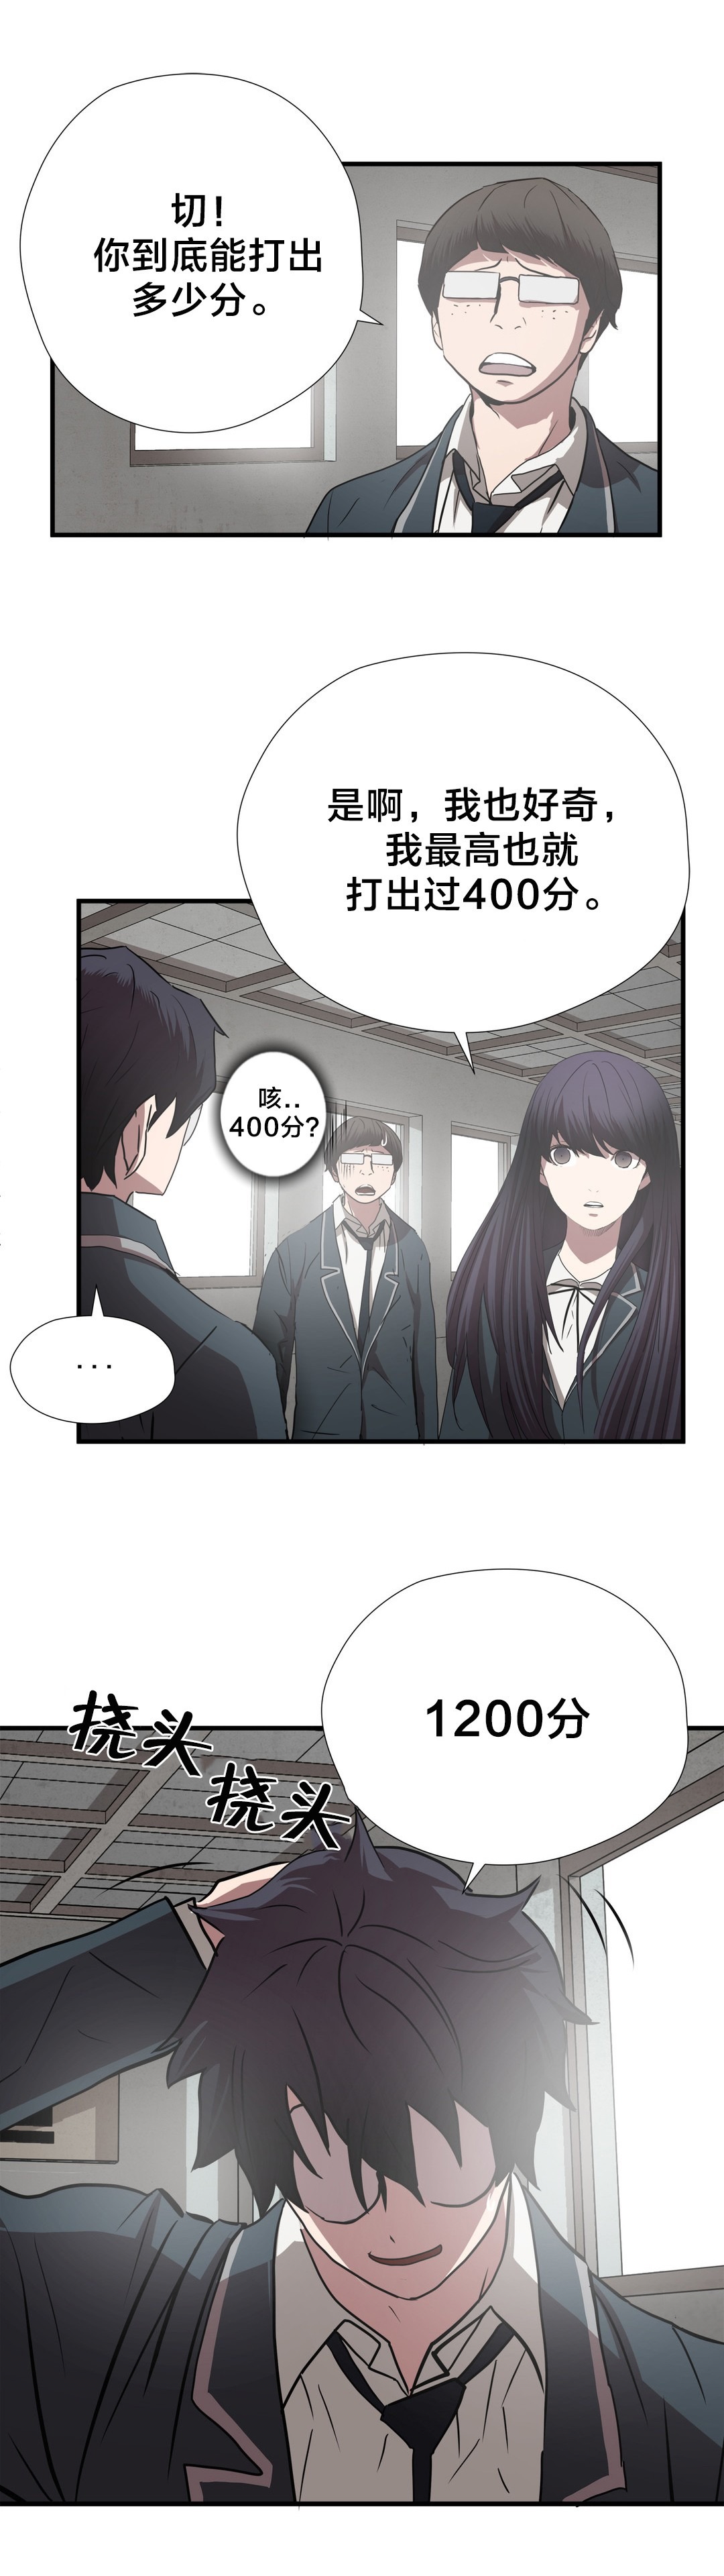 切！
你到底能打出
多少分。
是啊，我也好奇，
我最高也就
打出过400分。
咳..
400分?
...
1200分
挠头
挠头